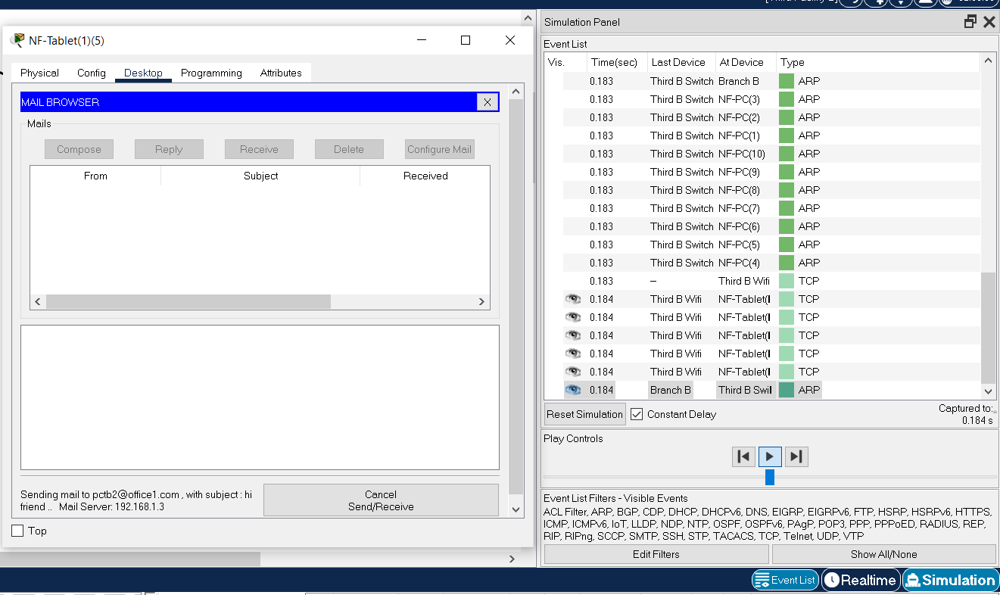 NF-Tablet(1)(5)
Physical Config Desktop Programming Attributes
MAIL BROWSER X
Mails
Compose Reply Receive Delete Configure Mail
From Subject Received
Sending mail to pctb2@office1.com , with subject : hi
friend .. Mail Server: 192.168.1.3
Cancel
Send/Receive
Top
Simulation Panel
Event List
Vis. Time(sec) Last Device At Device Type
0.183 Third B Switch Branch B ARP
0.183 Third B Switch NF-PC(3) ARP
0.183 Third B Switch NF-PC(2) ARP
0.183 Third B Switch NF-PC(1) ARP
0.183 Third B Switch NF-PC(10) ARP
0.183 Third B Switch NF-PC(9) ARP
0.183 Third B Switch NF-PC(8) ARP
0.183 Third B Switch NF-PC(7) ARP
0.183 Third B Switch NF-PC(6) ARP
0.183 Third B Switch NF-PC(5) ARP
0.183 Third B Switch NF-PC(4) ARP
0.183 -- Third B Wifi TCP
0.184 Third B Wifi NF-Tablet( TCP
0.184 Third B Wifi NF-Tablet( TCP
0.184 Third B Wifi NF-Tablet( TCP
0.184 Third B Wifi NF-Tablet( TCP
0.184 Third B Wifi NF-Tablet( TCP
0.184 Branch B Third B Swi ARP
Reset Simulation Constant Delay
Captured to:
0.184 s
Play Controls
Event List Filters - Visible Events
ACL Filter, ARP, BGP, CDP, DHCP, DHCPv6, DNS, EIGRP, EIGRPv6, FTP, HSRP, HSRPv6, HTTPS,
ICMP, ICMPv6, IoT, LLDP, NDP, NTP, OSPF, OSPFv6, PAgP, POP3, PPP, PPPoED, RADIUS, REP,
RIP, RIPng, SCCP, SMTP, SSH, STP, TACACS, TCP, Telnet, UDP, VTP
Edit Filters Show All/None
Event List Realtime Simulation